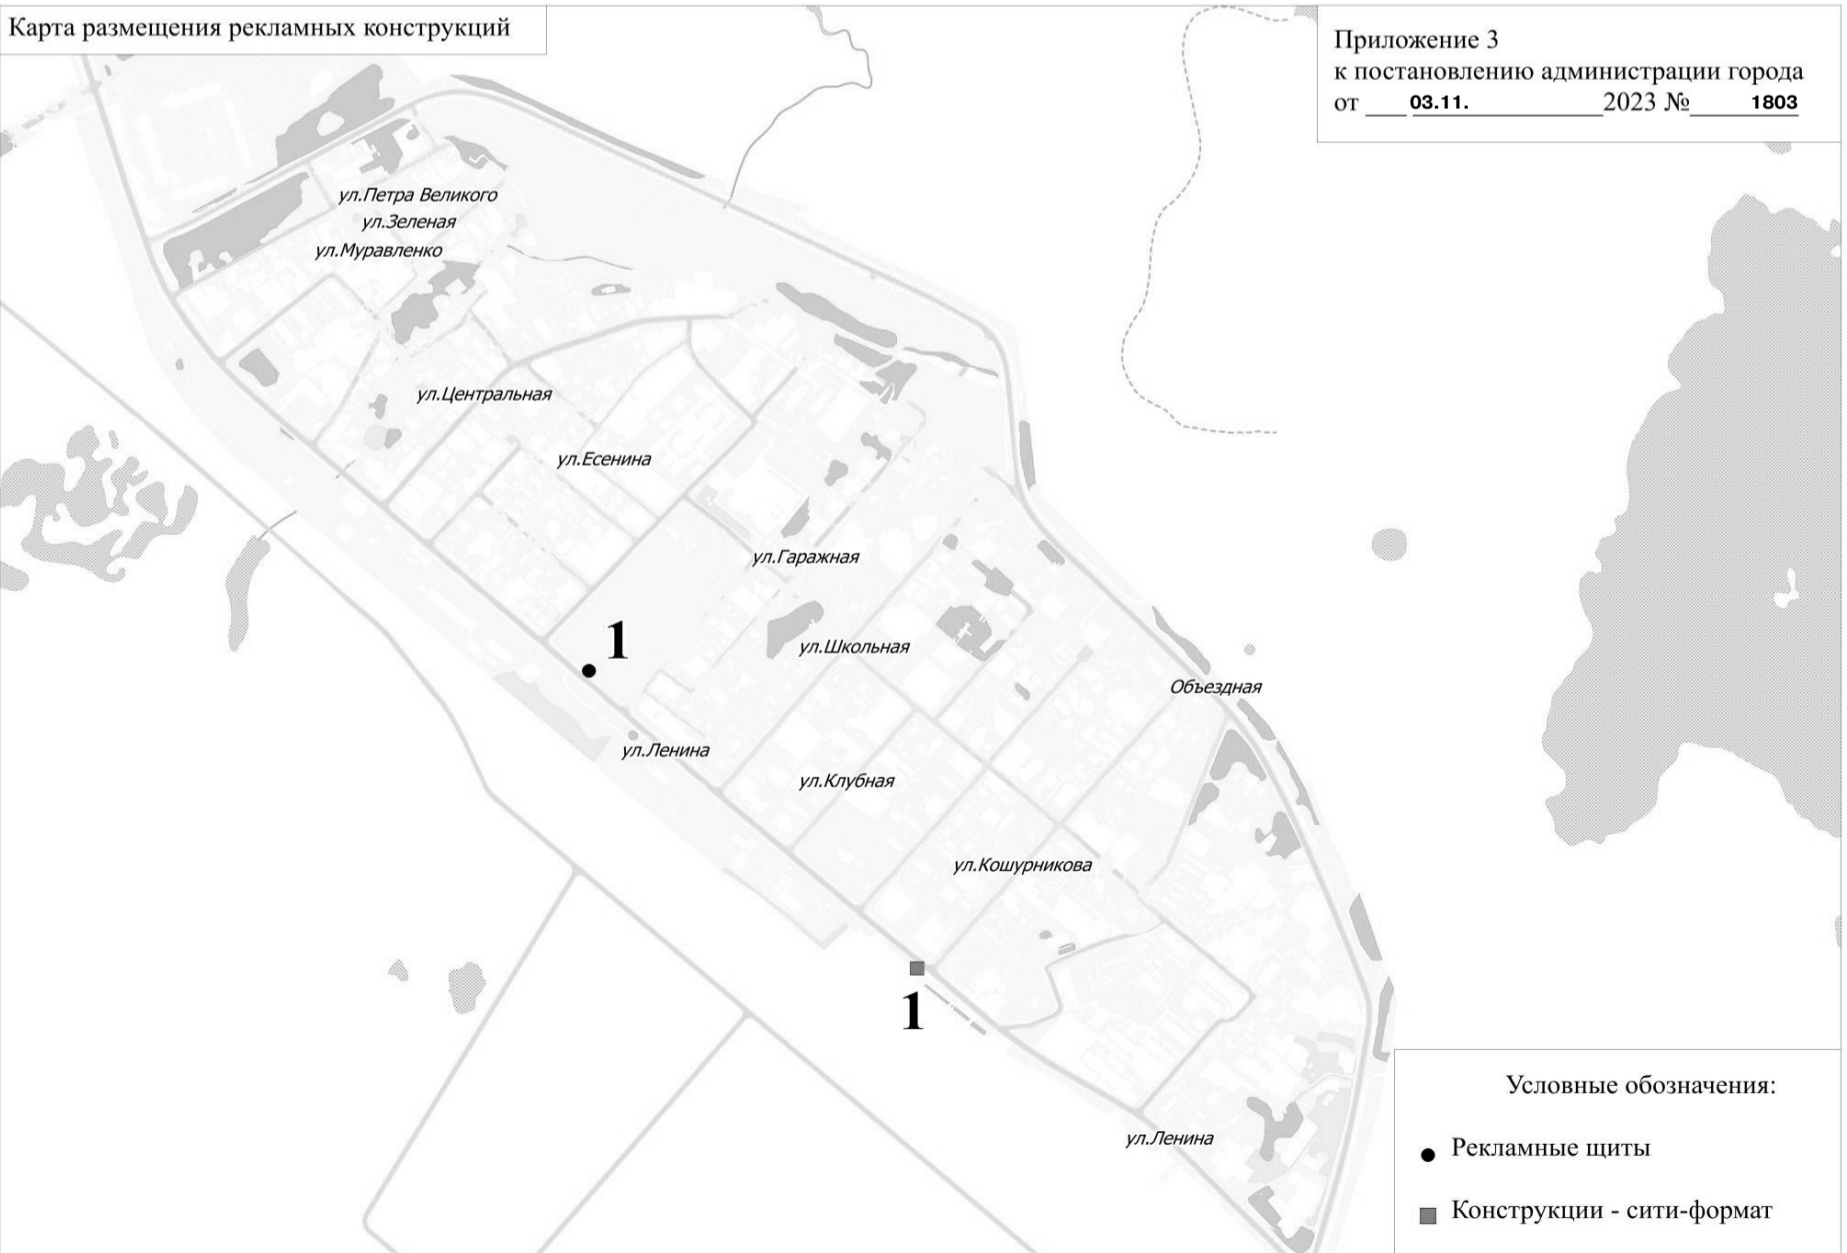 Карта размещения рекламных конструкций
Приложение 3
к постановлению администрации города
от ____ 03.11. 2023 № 1803
ул.Петра Великого
ул.Зеленая
ул.Муравленко
ул.Центральная
ул.Есенина
ул.Гаражная
1
ул.Школьная
Объездная
ул.Ленина
ул.Клубная
ул.Кошурникова
1
ул.Ленина
Условные обозначения:
Рекламные щиты
Конструкции - сити-формат